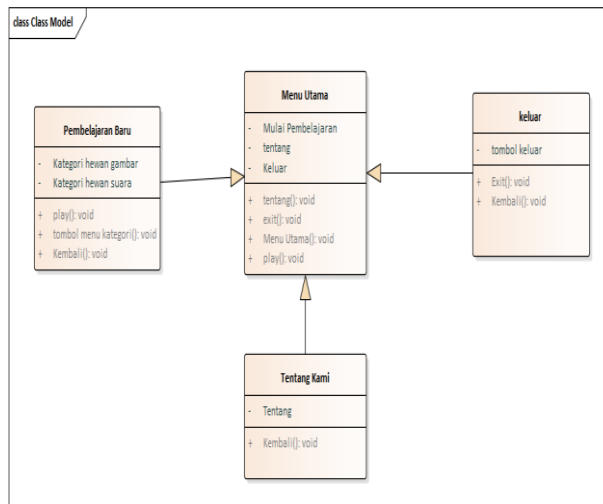 class Class Model
Pembelajaran Baru
- Kategori hewan gambar
- Kategori hewan suara
+ play(): void
+ tombol menu kategori(): void
+ Kembali(): void
Menu Utama
- Mulai Pembelajaran
- tentang
- Keluar
+ tentang(): void
+ exit(): void
+ Menu Utama(): void
+ play(): void
keluar
- tombol keluar
+ Exit(): void
+ Kembali(): void
Tentang Kami
- Tentang
+ Kembali(): void